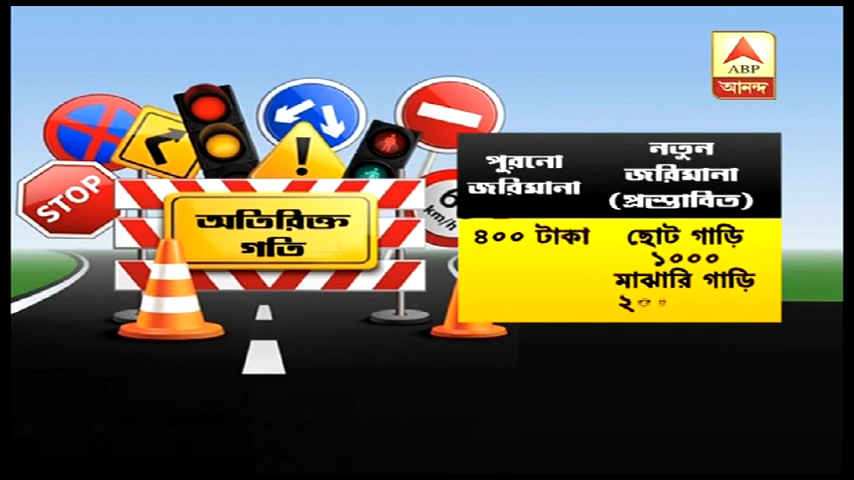 ABP
আনন্দ
STOP
অতিরিক্ত
গতি
km/h
পুরনো
জরিমানা
নতুন
জরিমানা
(প্রস্তাবিত)
৪০০ টাকা
ছোট গাড়ি
১০০০
মাঝারি গাড়ি